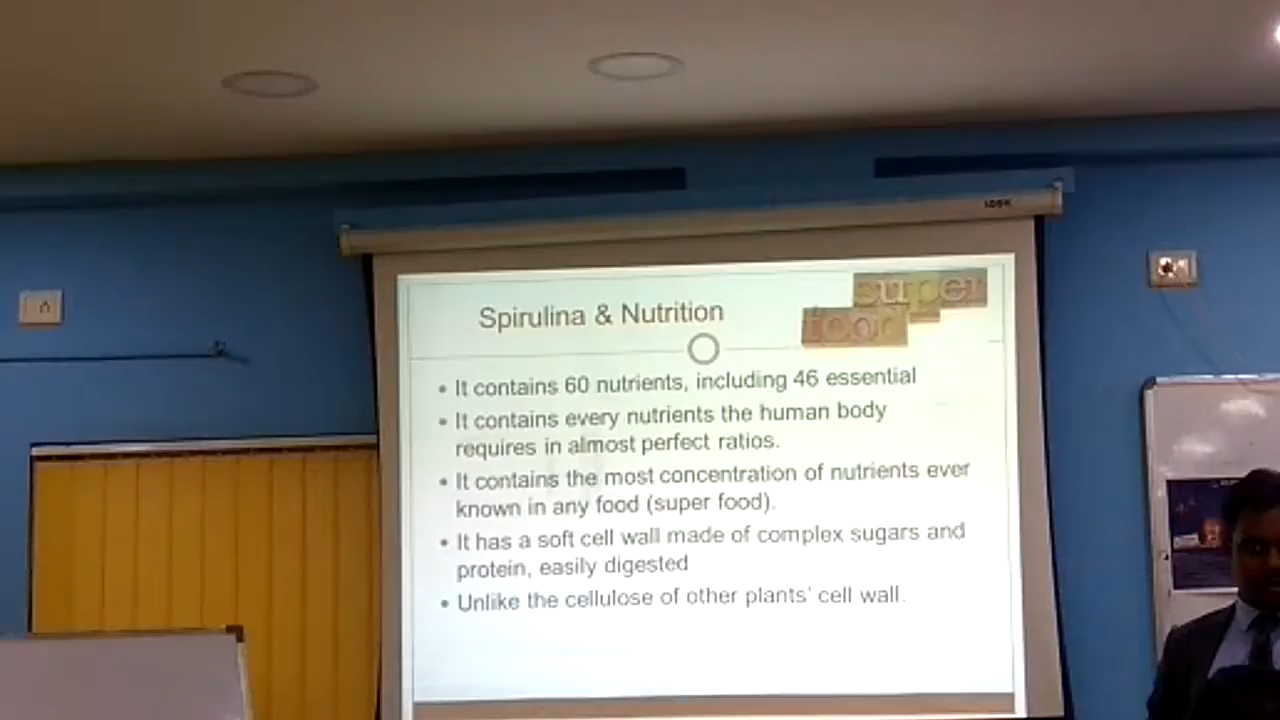 super
food
Spirulina & Nutrition
• It contains 60 nutrients, including 46 essential
• It contains every nutrients the human body
requires in almost perfect ratios.
• It contains the most concentration of nutrients ever
known in any food (super food).
• It has a soft cell wall made of complex sugars and
protein, easily digested
• Unlike the cellulose of other plants' cell wall.